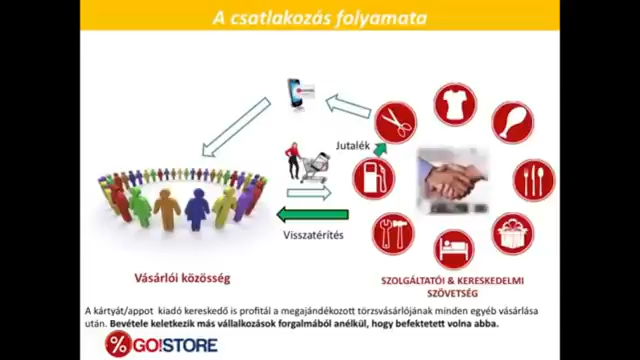 A csatlakozás folyamata
Jutalék
Visszatérítés
Vásárlói közösség
SZOLGÁLTATÓI & KERESKEDELMI
SZÖVETSÉG
A kártyát/appot kiadó kereskedő is profitál a megajándékozott törzsvásárlójának minden egyéb vásárlása
után. Bevétele keletkezik más vállalkozások forgalmából anélkül, hogy befektetett volna abba.
% GO!STORE